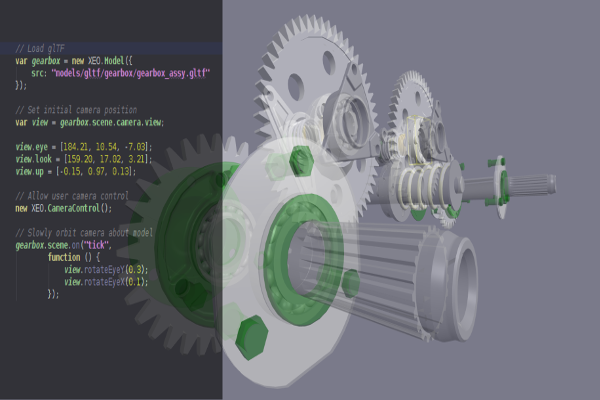 // Load glTF
var gearbox = new XEO.Model({
src: "models/gltf/gearbox/gearbox_assy.gltf"
});
// Set initial camera position
var view = gearbox.scene.camera.view;
view.eye = [184.21, 10.54, -7.03];
view.look = [159.20, 17.02, 3.21];
view.up = [-0.15, 0.97, 0.13];
// Allow user camera control
new XEO.CameraControl();
// Slowly orbit camera about model
gearbox.scene.on("tick",
function () {
view.rotateEyeY(0.3);
view.rotateEyeX(0.1);
});